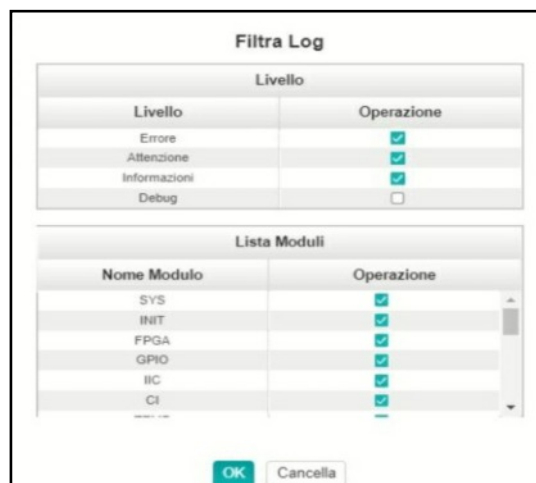 Filtra Log
Livello
Livello Operazione
Errore
Attenzione
Informazioni
Debug
Lista Moduli
Nome Modulo Operazione
SYS
INIT
FPGA
GPIO
IIC
CI
OK Cancella